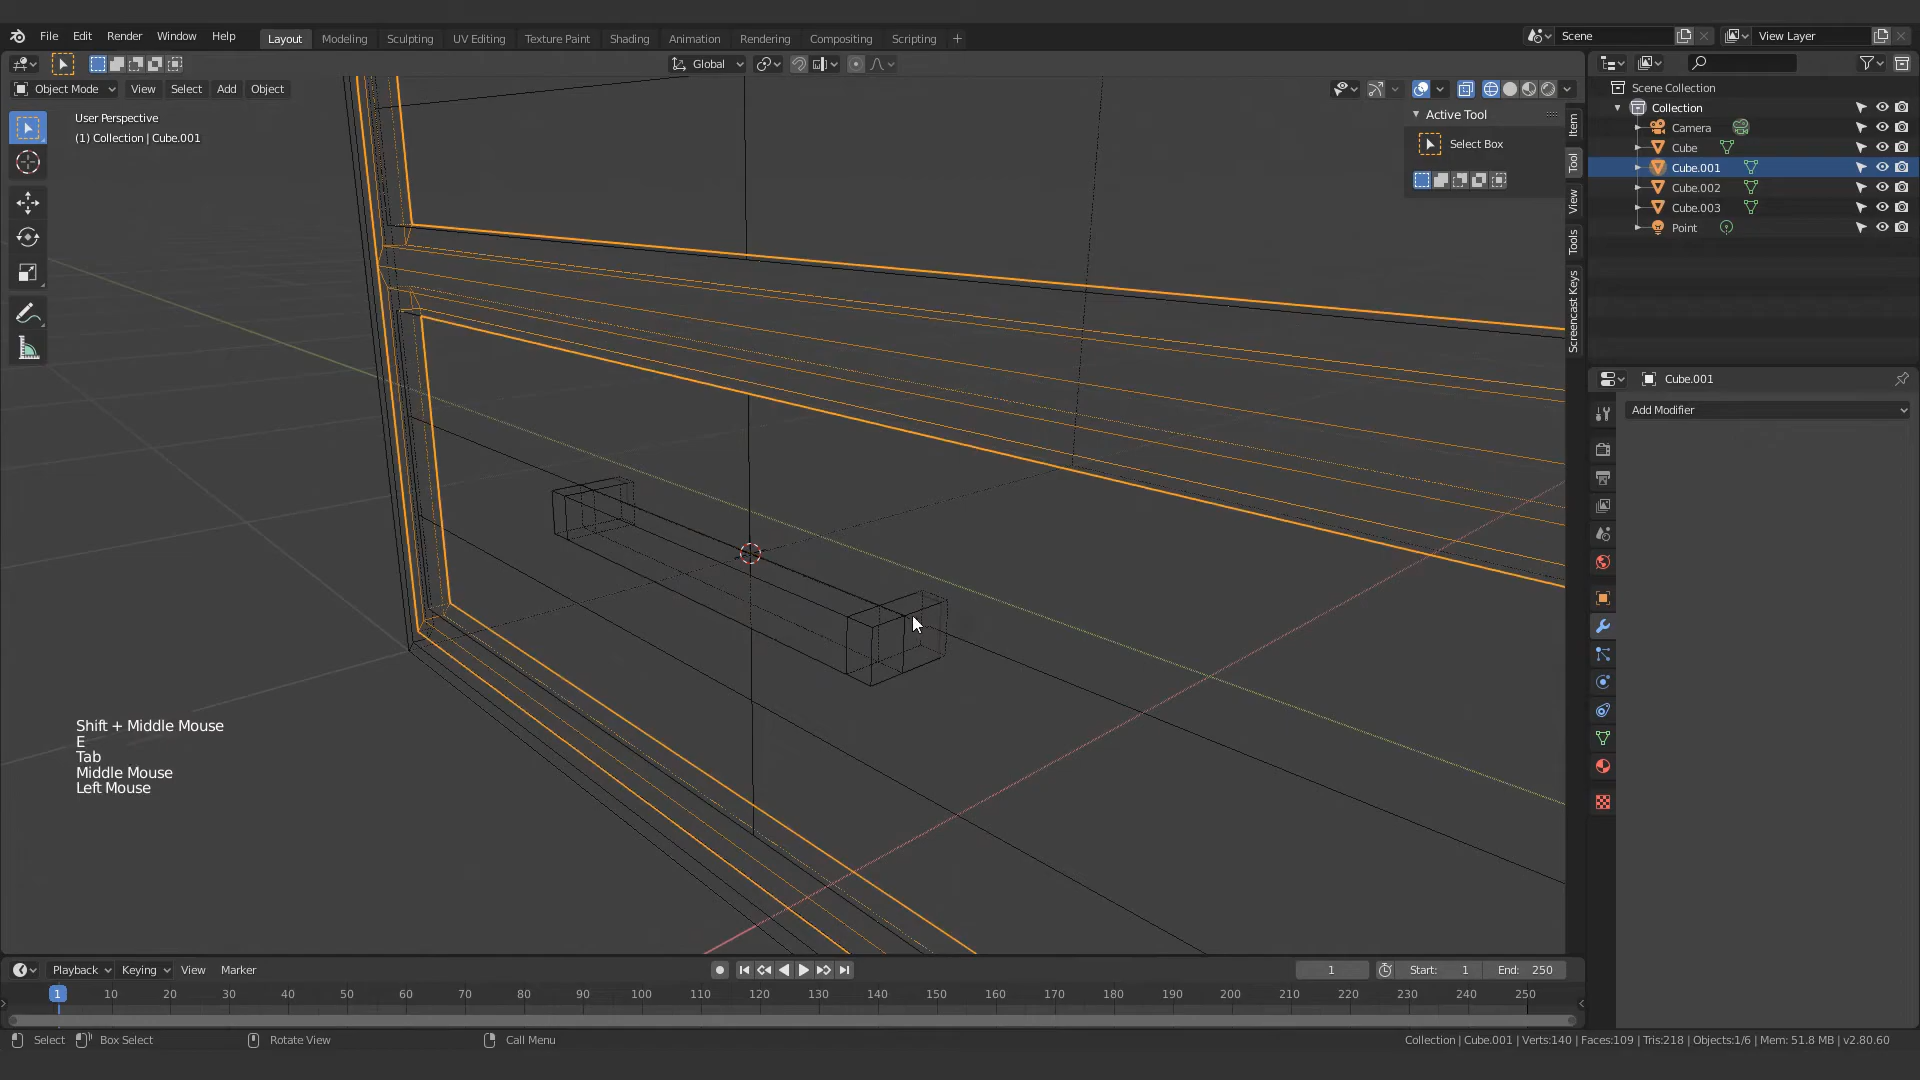 File Edit Render Window Help Layout Modeling Sculpting UV Editing Texture Paint Shading Animation Rendering Compositing Scripting +
Scene View Layer
Global
Object Mode View Select Add Object
User Perspective
(1) Collection | Cube.001
Active Tool
Select Box
Item
Tool
View
Tools
Screencast Keys
Scene Collection
Collection
Camera
Cube
Cube.001
Cube.002
Cube.003
Point
Cube.001
Add Modifier
Shift + Middle Mouse
E
Tab
Middle Mouse
Left Mouse
Playback Keying View Marker 1 Start: 1 End: 250
1 10 20 30 40 50 60 70 80 90 100 110 120 130 140 150 160 170 180 190 200 210 220 230 240 250
Select Box Select Rotate View Call Menu Collection | Cube.001 | Verts:140 | Faces:109 | Tris:218 | Objects:1/6 | Mem: 51.8 MB | v2.80.60